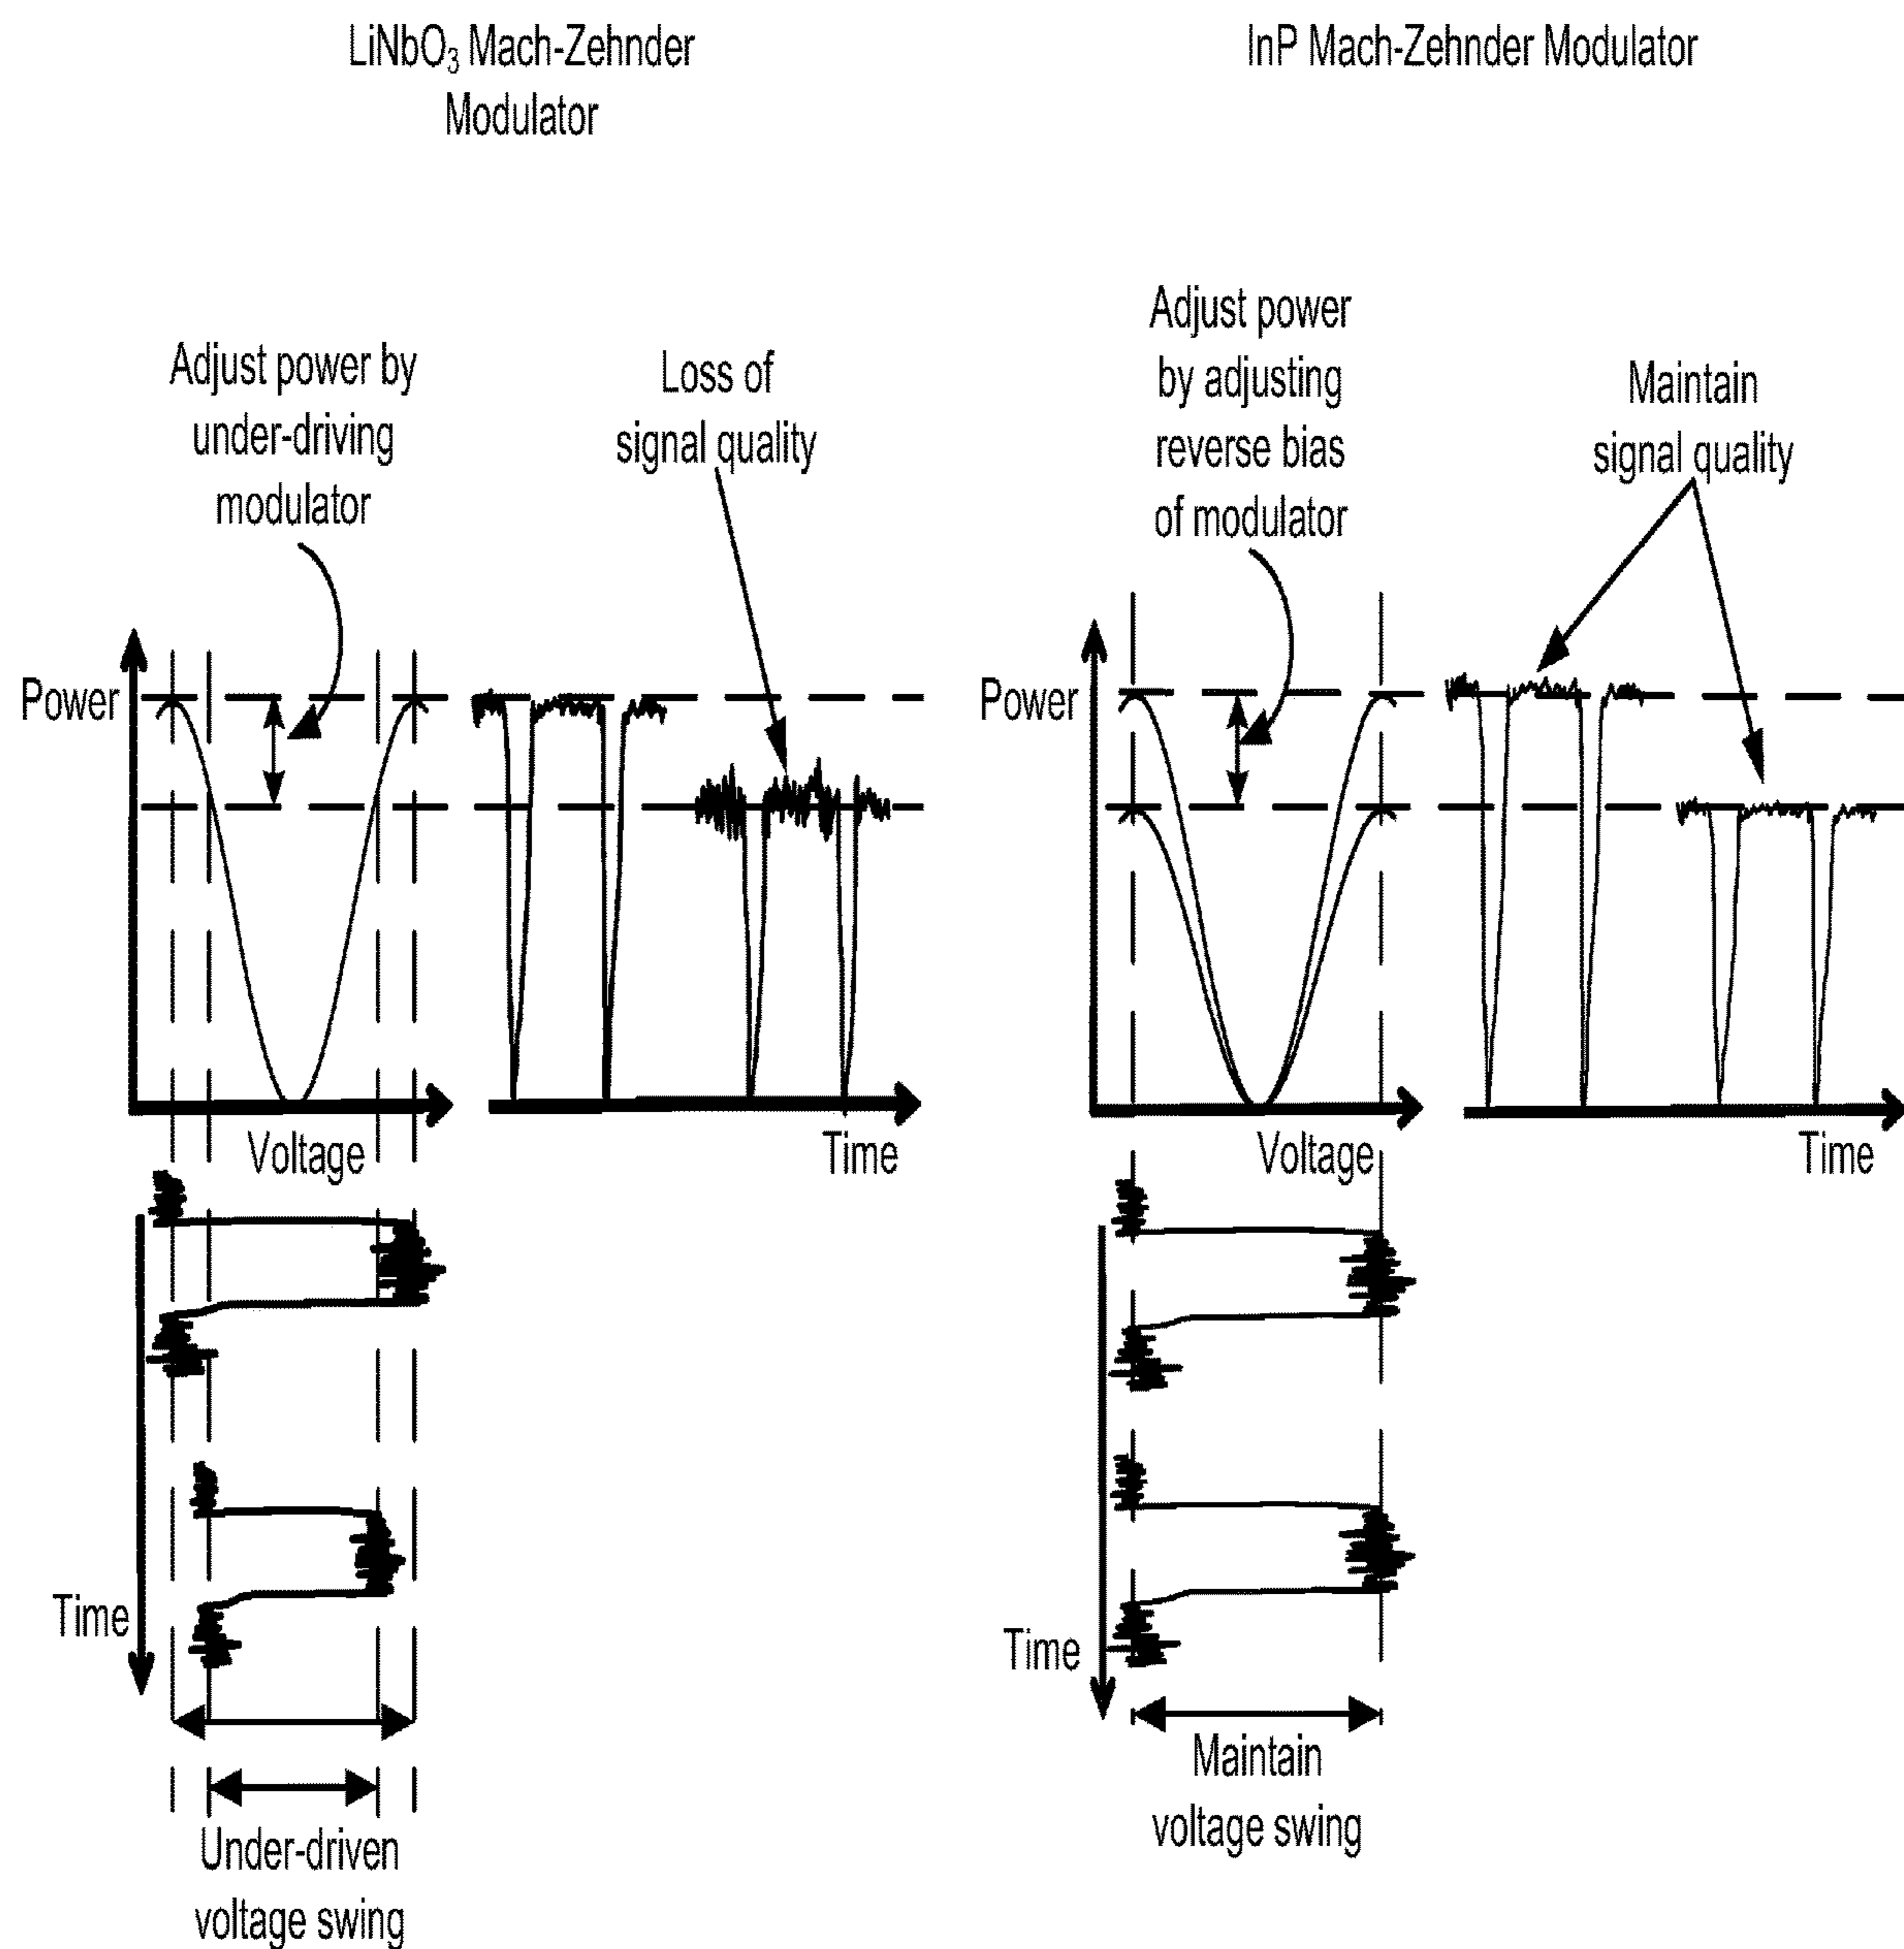 LiNbO₃ Mach-Zehnder
Modulator
Adjust power by
under-driving
modulator
Loss of
signal quality
Power
Voltage
Time
Time
Under-driven
voltage swing
InP Mach-Zehnder Modulator
Adjust power
by adjusting
reverse bias
of modulator
Maintain
signal quality
Power
Voltage
Time
Time
Maintain
voltage swing